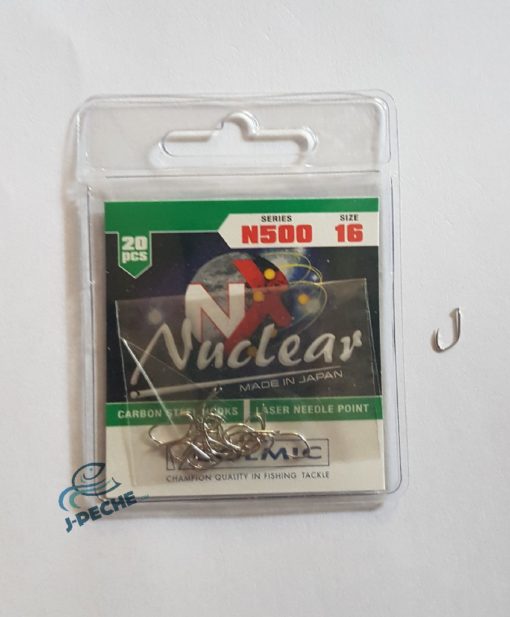 20
PCS
SERIES
N500
SIZE
16
NX
Nuclear
MADE IN JAPAN
CARBON STEEL HOOKS
LASER NEEDLE POINT
CHAMPION QUALITY IN FISHING TACKLE
J-PECHE